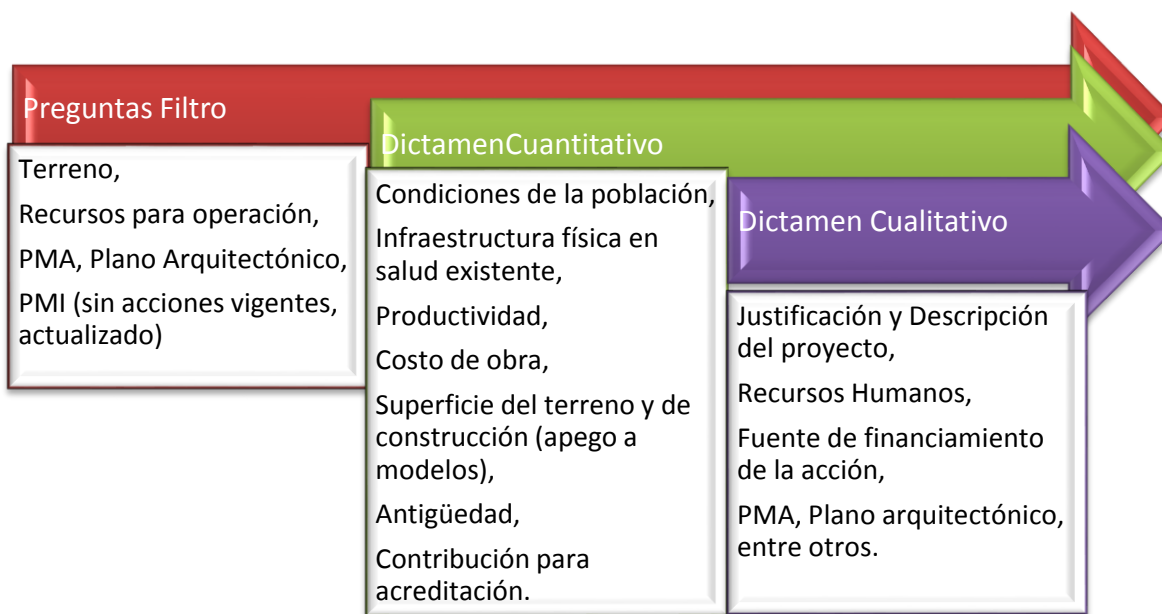 Preguntas Filtro
Terreno,
Recursos para operación,
PMA, Plano Arquitectónico,
PMI (sin acciones vigentes,
actualizado)
DictamenCuantitativo
Condiciones de la población,
Infraestructura física en
salud existente,
Productividad,
Costo de obra,
Superficie del terreno y de
construcción (apego a
modelos),
Antigüedad,
Contribución para
acreditación.
Dictamen Cualitativo
Justificación y Descripción
del proyecto,
Recursos Humanos,
Fuente de financiamiento
de la acción,
PMA, Plano arquitectónico,
entre otros.